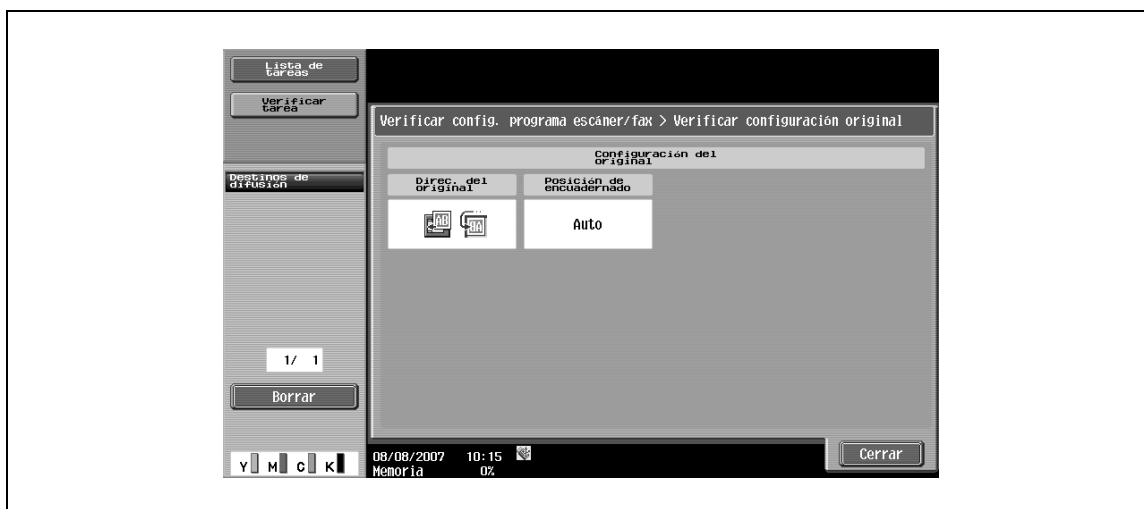 Lista de
tareas
Verificar
tarea
Verificar config. programa escáner/fax > Verificar configuración original
Configuración del
original
Destinos de
difusión
Direc. del
original
Posición de
encuadernado
AB
Auto
1/ 1
Borrar
Cerrar
08/08/2007 10:15
Memoria 0%
Y M C K